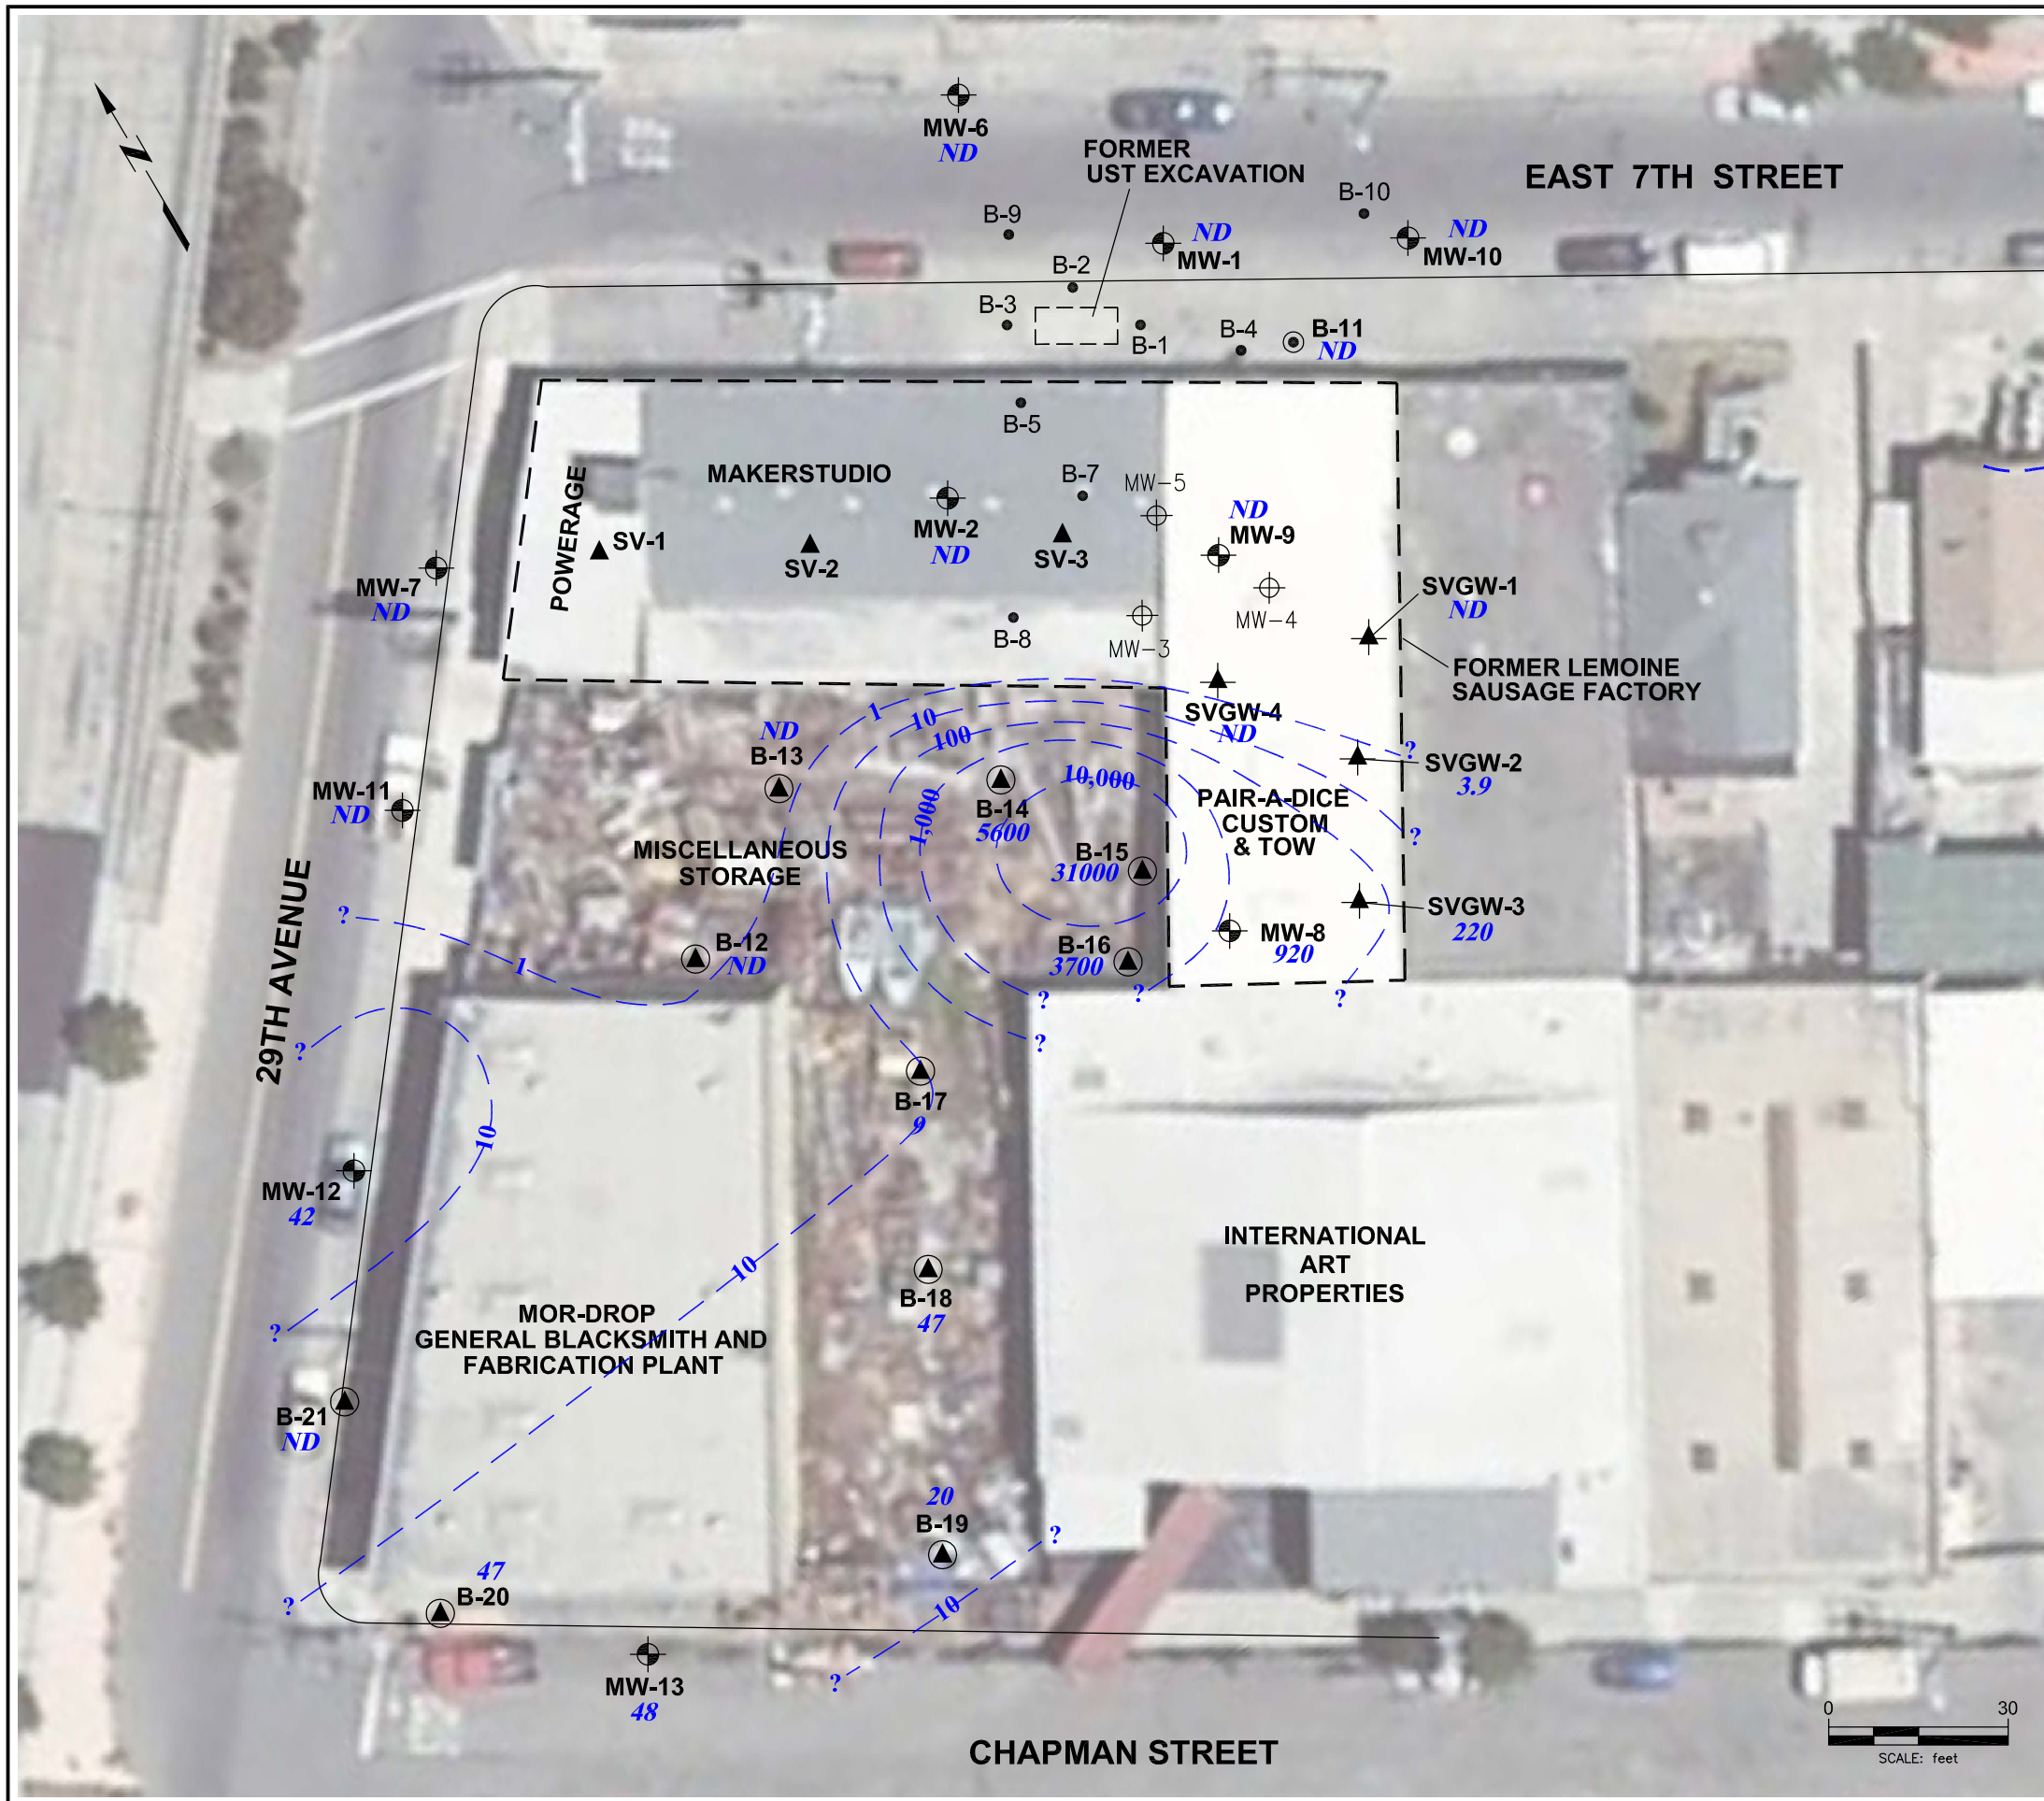 MW-6
ND
FORMER
UST EXCAVATION
EAST 7TH STREET
N
B-10
B-9
ND
MW-1
ND
MW-10
B-2
B-3
B-1
B-4
B-11
ND
B-5
MAKERSTUDIO
B-7
MW-5
POWERAGE
SV-1
SV-2
MW-2
ND
SV-3
ND
MW-9
MW-7
ND
B-8
MW-3
MW-4
SVGW-1
ND
FORMER LEMOINE
SAUSAGE FACTORY
SVGW-4
ND
1
10
100
1,000
10,000
?
ND
B-13
B-14
5600
SVGW-2
3.9
MW-11
ND
PAIR-A-DICE
CUSTOM
& TOW
?
MISCELLANEOUS
STORAGE
B-15
31000
29TH AVENUE
?
1
B-12
ND
B-16
3700
MW-8
920
SVGW-3
220
?
?
?
?
?
10
B-17
9
MW-12
42
?
10
B-18
47
INTERNATIONAL
ART
PROPERTIES
MOR-DROP
GENERAL BLACKSMITH AND
FABRICATION PLANT
B-21
ND
20
B-19
?
10
?
?
47
B-20
MW-13
48
CHAPMAN STREET
0 30
SCALE: feet